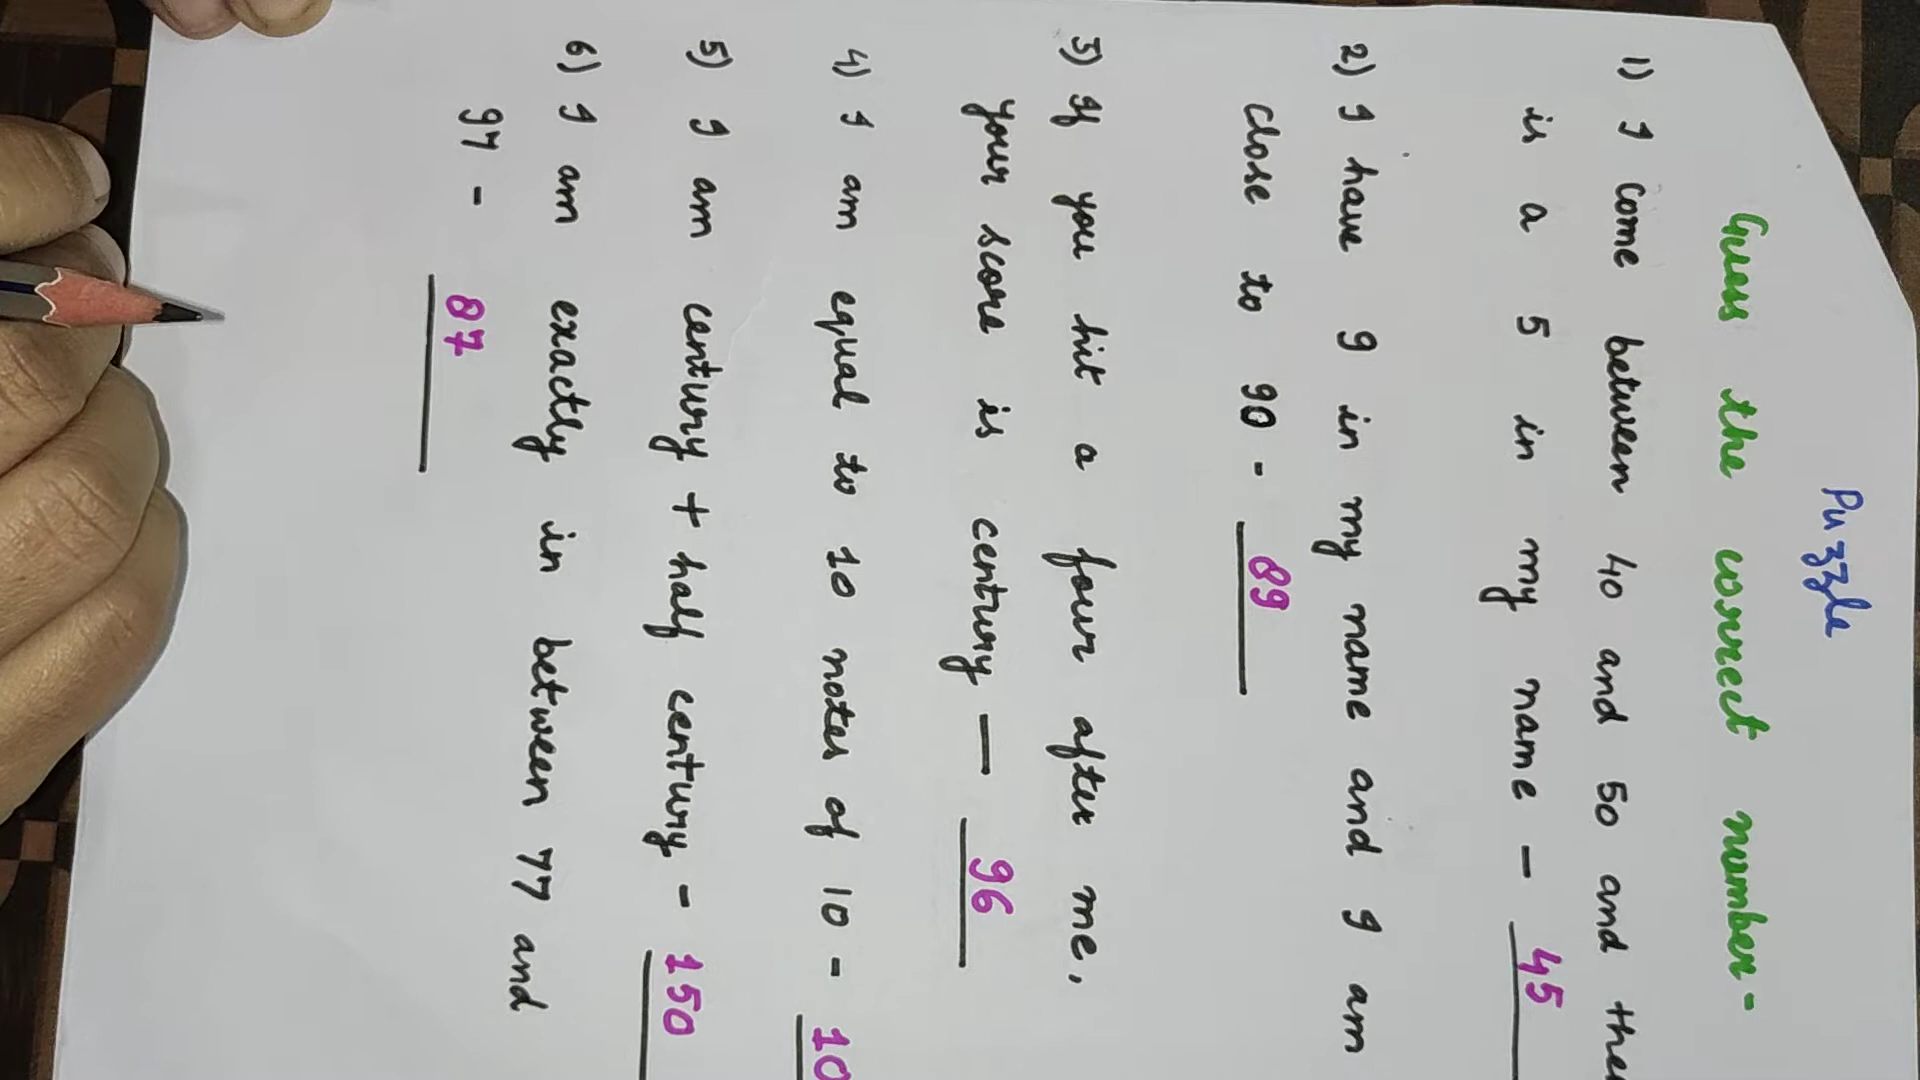 Puzzle
Guess the correct number-
1) I come between 40 and 50 and
is a 5 in my name - 45
2) I have 9 in my name and I am
close to 90 - 89
3) If you hit a four after me,
your score is century - 96
4) I am equal to 10 notes of 10 - 10
5) I am century + half century - 150
6) I am exactly in between 77 and
97 - 87